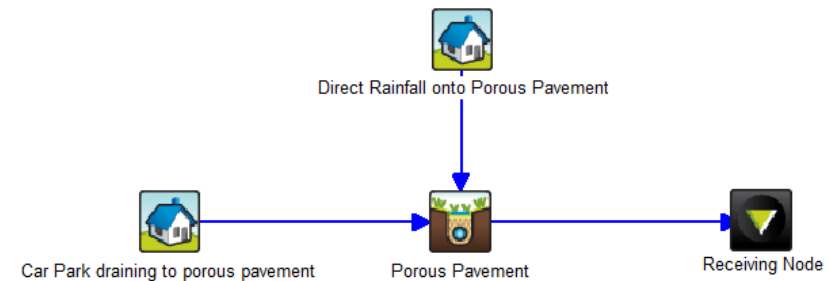 Direct Rainfall onto Porous Pavement
Car Park draining to porous pavement
Porous Pavement
Receiving Node